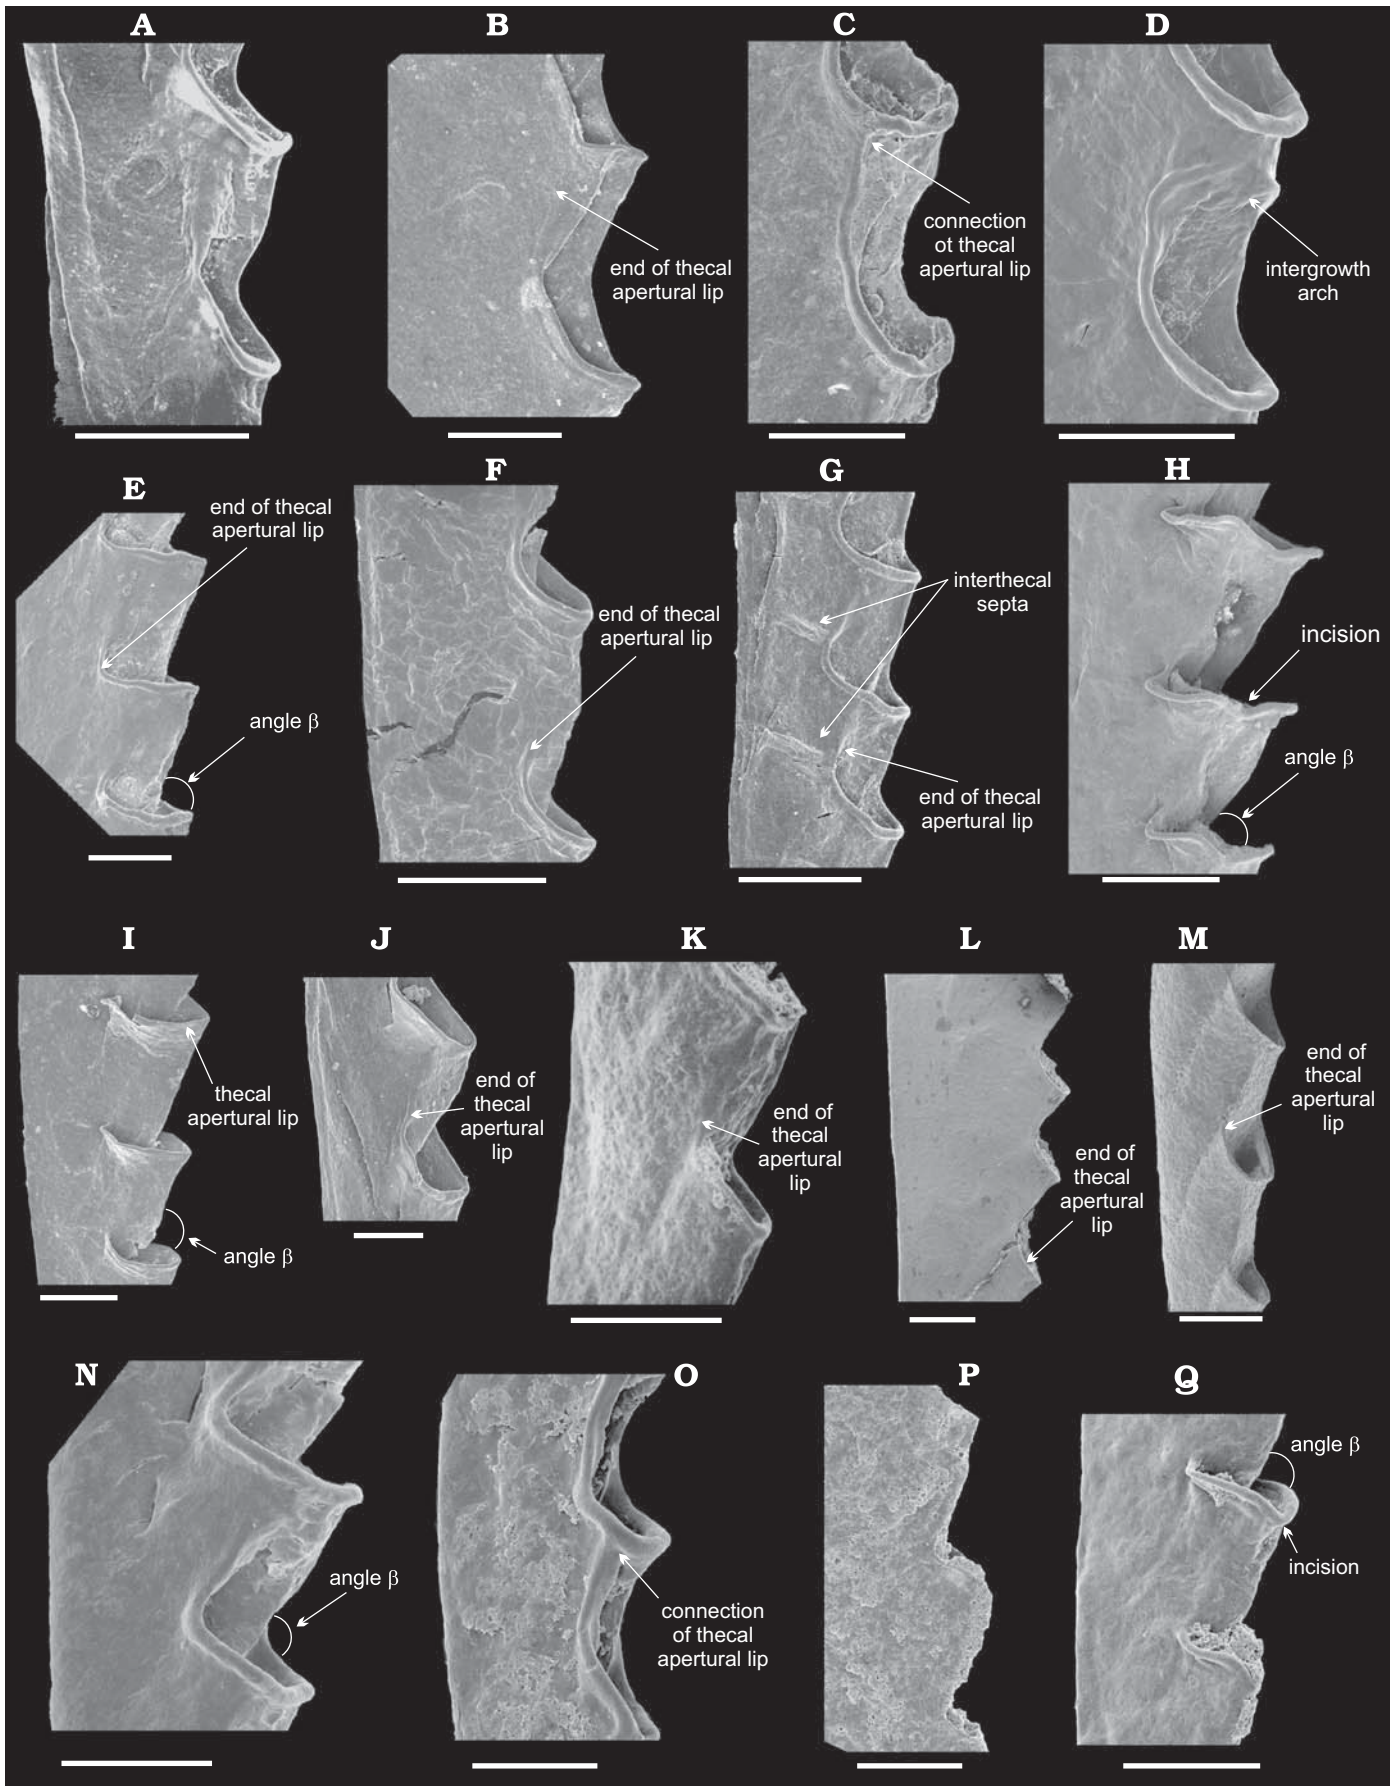 A
B
C
D
end of thecal
apertural lip
connection
ot thecal
apertural lip
intergrowth
arch
E
F
G
H
end of thecal
apertural lip
angle β
end of thecal
apertural lip
interthecal
septa
end of thecal
apertural lip
incision
angle β
I
J
K
L
M
thecal
apertural lip
angle β
end of
thecal
apertural
lip
end of
thecal
apertural
lip
end of
thecal
apertural
lip
end of
thecal
apertural
lip
N
O
P
Q
angle β
connection
of thecal
apertural lip
angle β
incision